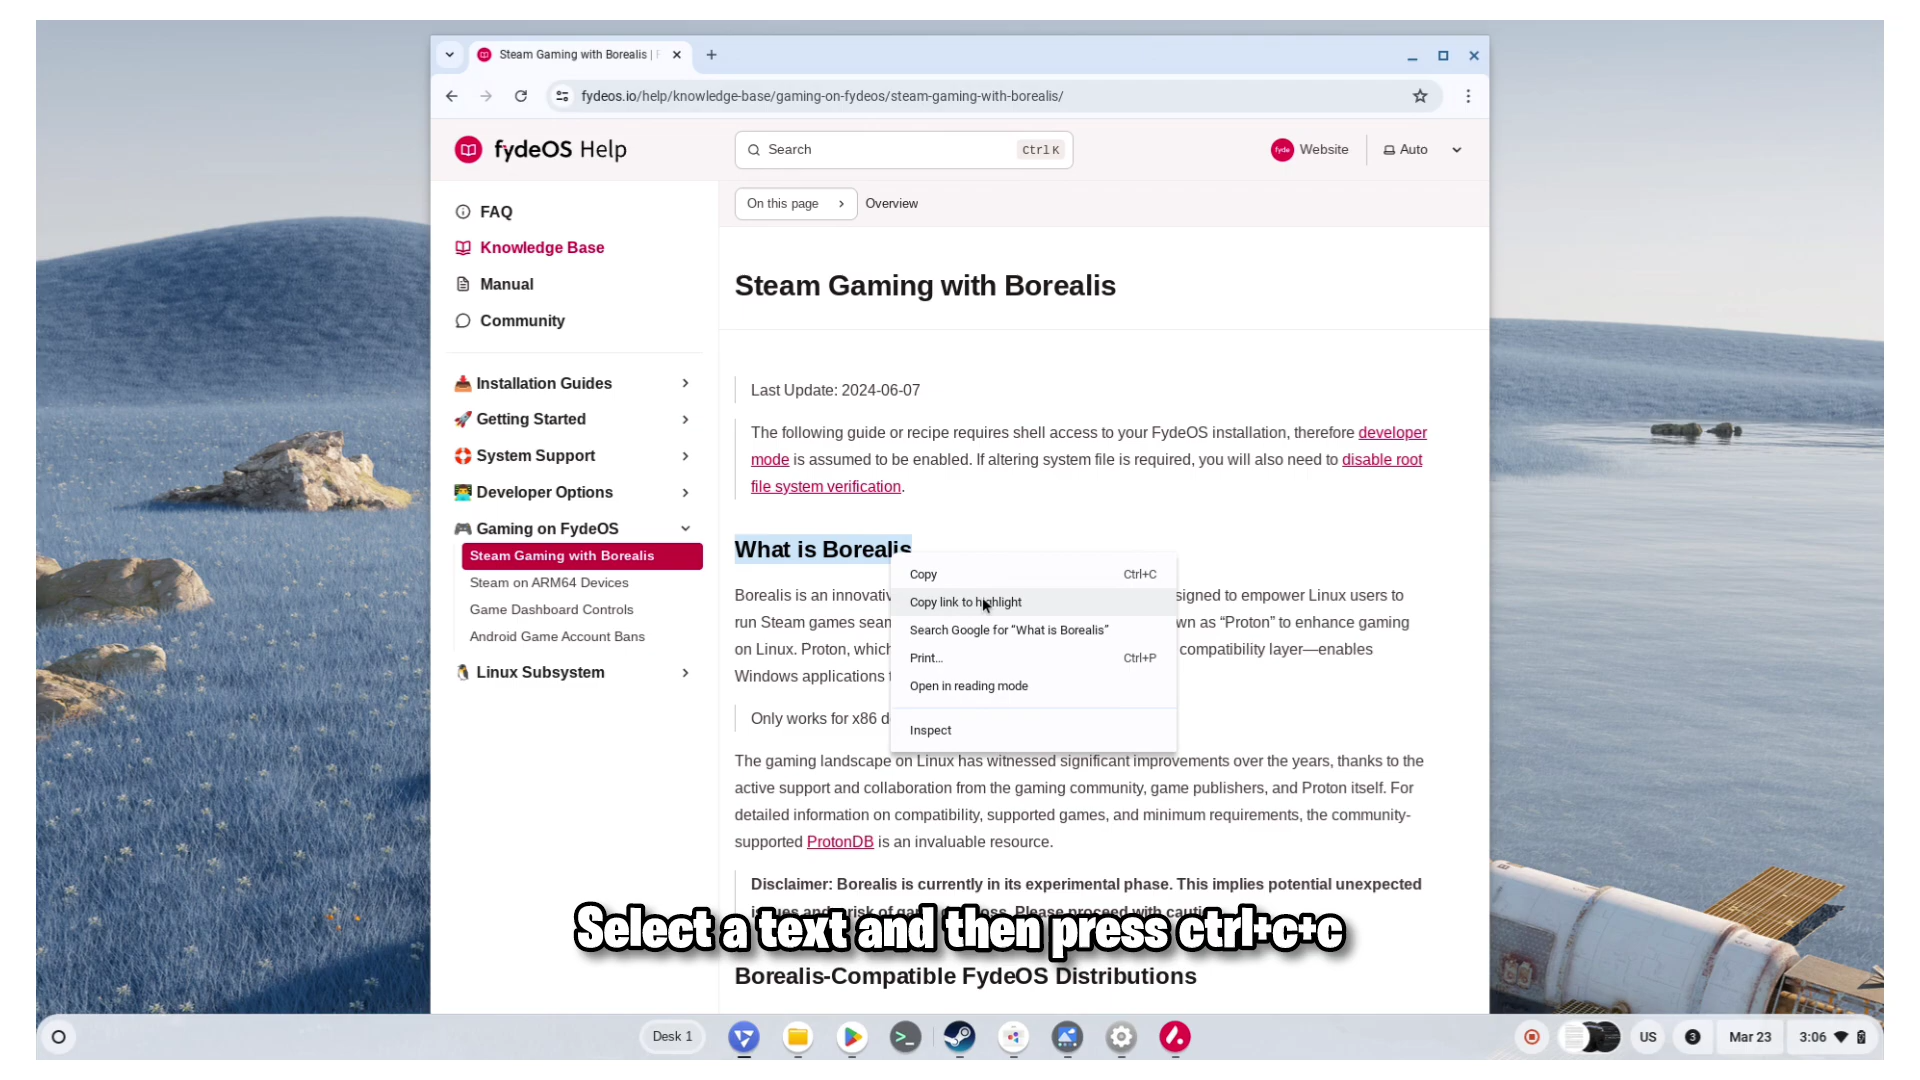 Steam Gaming with Borealis | F
fydeos.io/help/knowledge-base/gaming-on-fydeos/steam-gaming-with-borealis/
fydeOS Help
Search
Ctrl K
fyde
Website
Auto
FAQ
Knowledge Base
Manual
Community
Installation Guides
Getting Started
System Support
Developer Options
Gaming on FydeOS
Steam Gaming with Borealis
Steam on ARM64 Devices
Game Dashboard Controls
Android Game Account Bans
Linux Subsystem
On this page
Overview
Steam Gaming with Borealis
Last Update: 2024-06-07
The following guide or recipe requires shell access to your FydeOS installation, therefore developer
mode is assumed to be enabled. If altering system file is required, you will also need to disable root
file system verification.
What is Borealis
Borealis is an innovativ signed to empower Linux users to
run Steam games sean wn as “Proton” to enhance gaming
on Linux. Proton, which compatibility layer—enables
Windows applications t
Only works for x86 d
Copy Ctrl+C
Copy link to highlight
Search Google for “What is Borealis”
Print… Ctrl+P
Open in reading mode
Inspect
The gaming landscape on Linux has witnessed significant improvements over the years, thanks to the
active support and collaboration from the gaming community, game publishers, and Proton itself. For
detailed information on compatibility, supported games, and minimum requirements, the community-
supported ProtonDB is an invaluable resource.
Disclaimer: Borealis is currently in its experimental phase. This implies potential unexpected
issues and risk of game loss. Please proceed with caution
Select a text and then press ctrl+c+c
Borealis-Compatible FydeOS Distributions
Desk 1
US
3
Mar 23
3:06